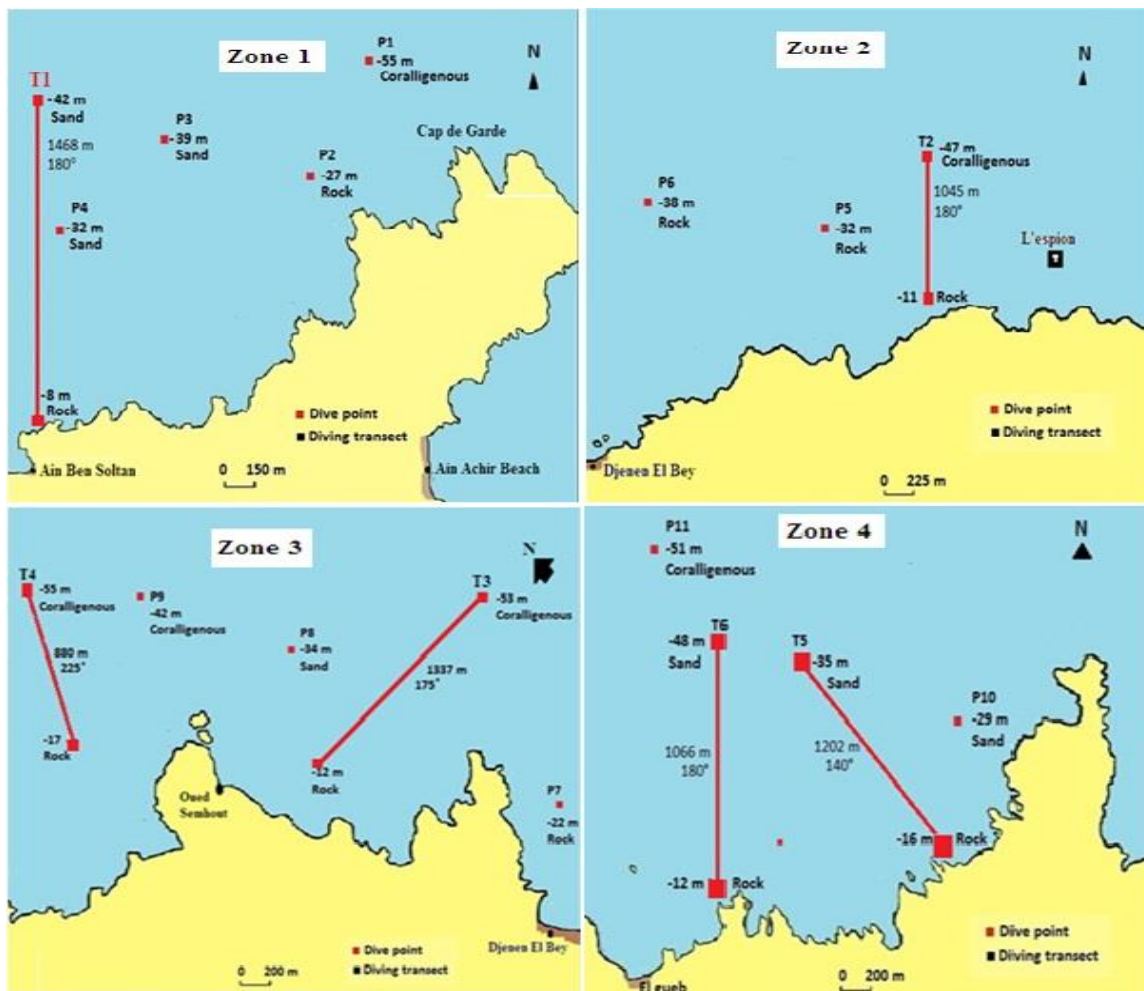 Zone 1
P1
-55 m
Coralligenous
N
T1
-42 m
Sand
1468 m
180°
P3
-39 m
Sand
P2
-27 m
Rock
Cap de Garde
P4
-32 m
Sand
-8 m
Rock
Dive point
Diving transect
Ain Ben Soltan
0 150 m
Ain Achir Beach
Zone 2
N
T2
-47 m
Coralligenous
1045 m
180°
P6
-38 m
Rock
P5
-32 m
Rock
L'espion
-11 Rock
Dive point
Diving transect
Djenen El Bey
0 225 m
Zone 3
N
T4
-55 m
Coralligenous
P9
-42 m
Coralligenous
T3
-53 m
Coralligenous
P8
-34 m
Sand
880 m
225°
1337 m
175°
-17
Rock
-12 m
Rock
Oued
Semhout
P7
-22 m
Rock
Djenen El Bey
Dive point
Diving transect
0 200 m
P11
-51 m
Coralligenous
Zone 4
N
T6
-48 m
Sand
T5
-35 m
Sand
P10
-29 m
Sand
1066 m
180°
1202 m
140°
-16 m Rock
-12 m Rock
Dive point
Diving transect
0 200 m
El gueb